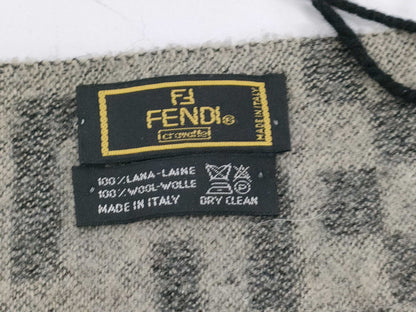 FF
FENDI®
cravatte
MADE IN ITALY
100% LANA-LAINE
100% WOOL-WOLLE
MADE IN ITALY DRY CLEAN